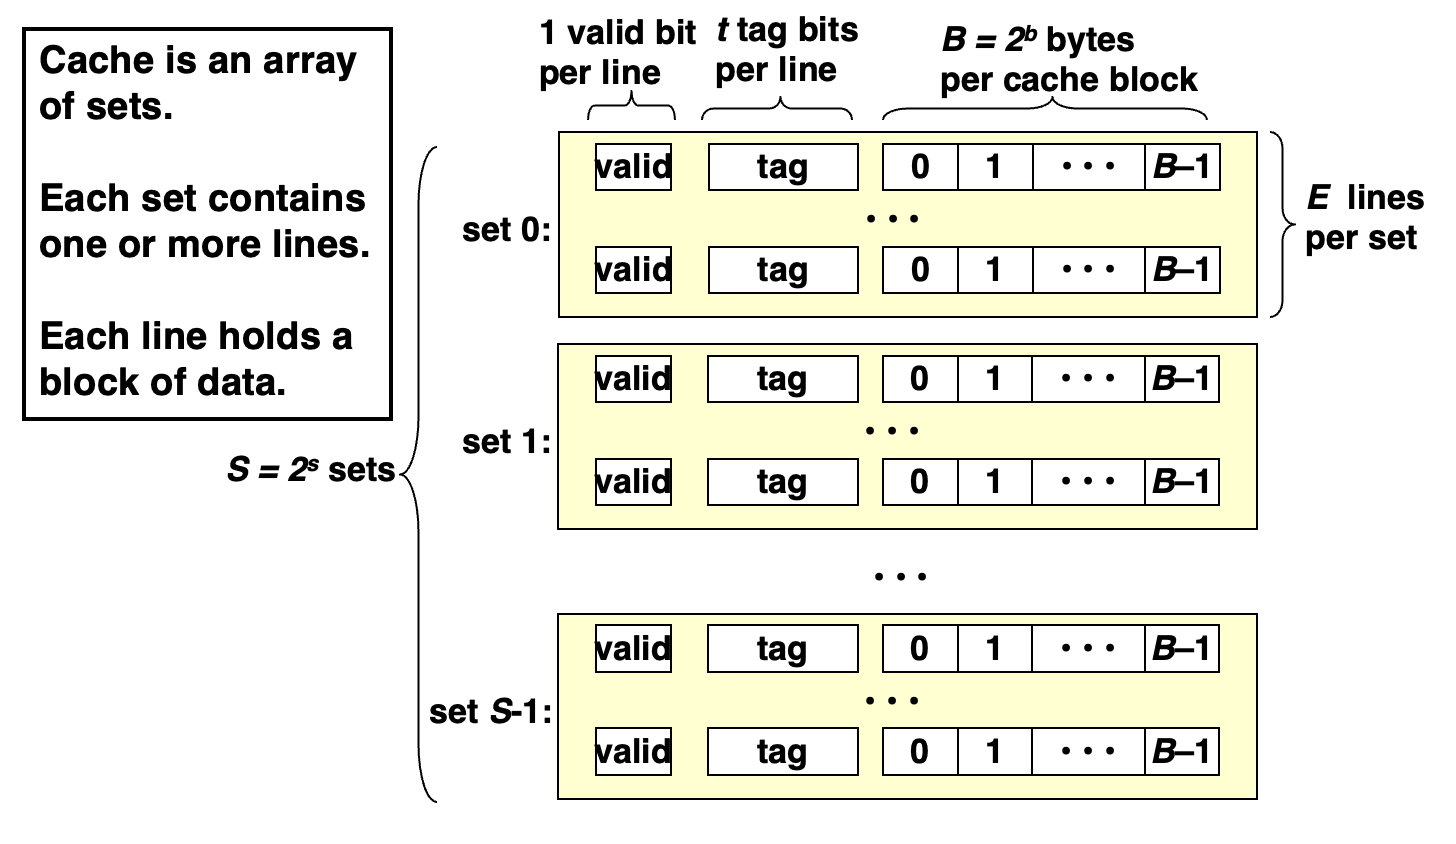 Cache is an array
of sets.
Each set contains
one or more lines.
Each line holds a
block of data.
1 valid bit
per line
t tag bits
per line
B = 2ᵇ bytes
per cache block
valid tag 0 1 • • • B–1
• • •
set 0:
valid tag 0 1 • • • B–1
E lines
per set
valid tag 0 1 • • • B–1
• • •
set 1:
valid tag 0 1 • • • B–1
S = 2ˢ sets
• • •
valid tag 0 1 • • • B–1
• • •
set S-1:
valid tag 0 1 • • • B–1